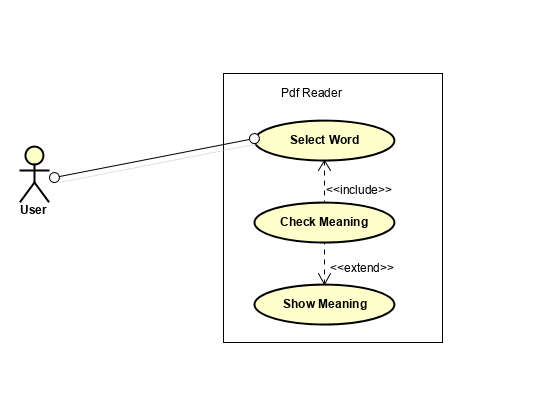 Pdf Reader
Select Word
<<include>>
User
Check Meaning
<<extend>>
Show Meaning